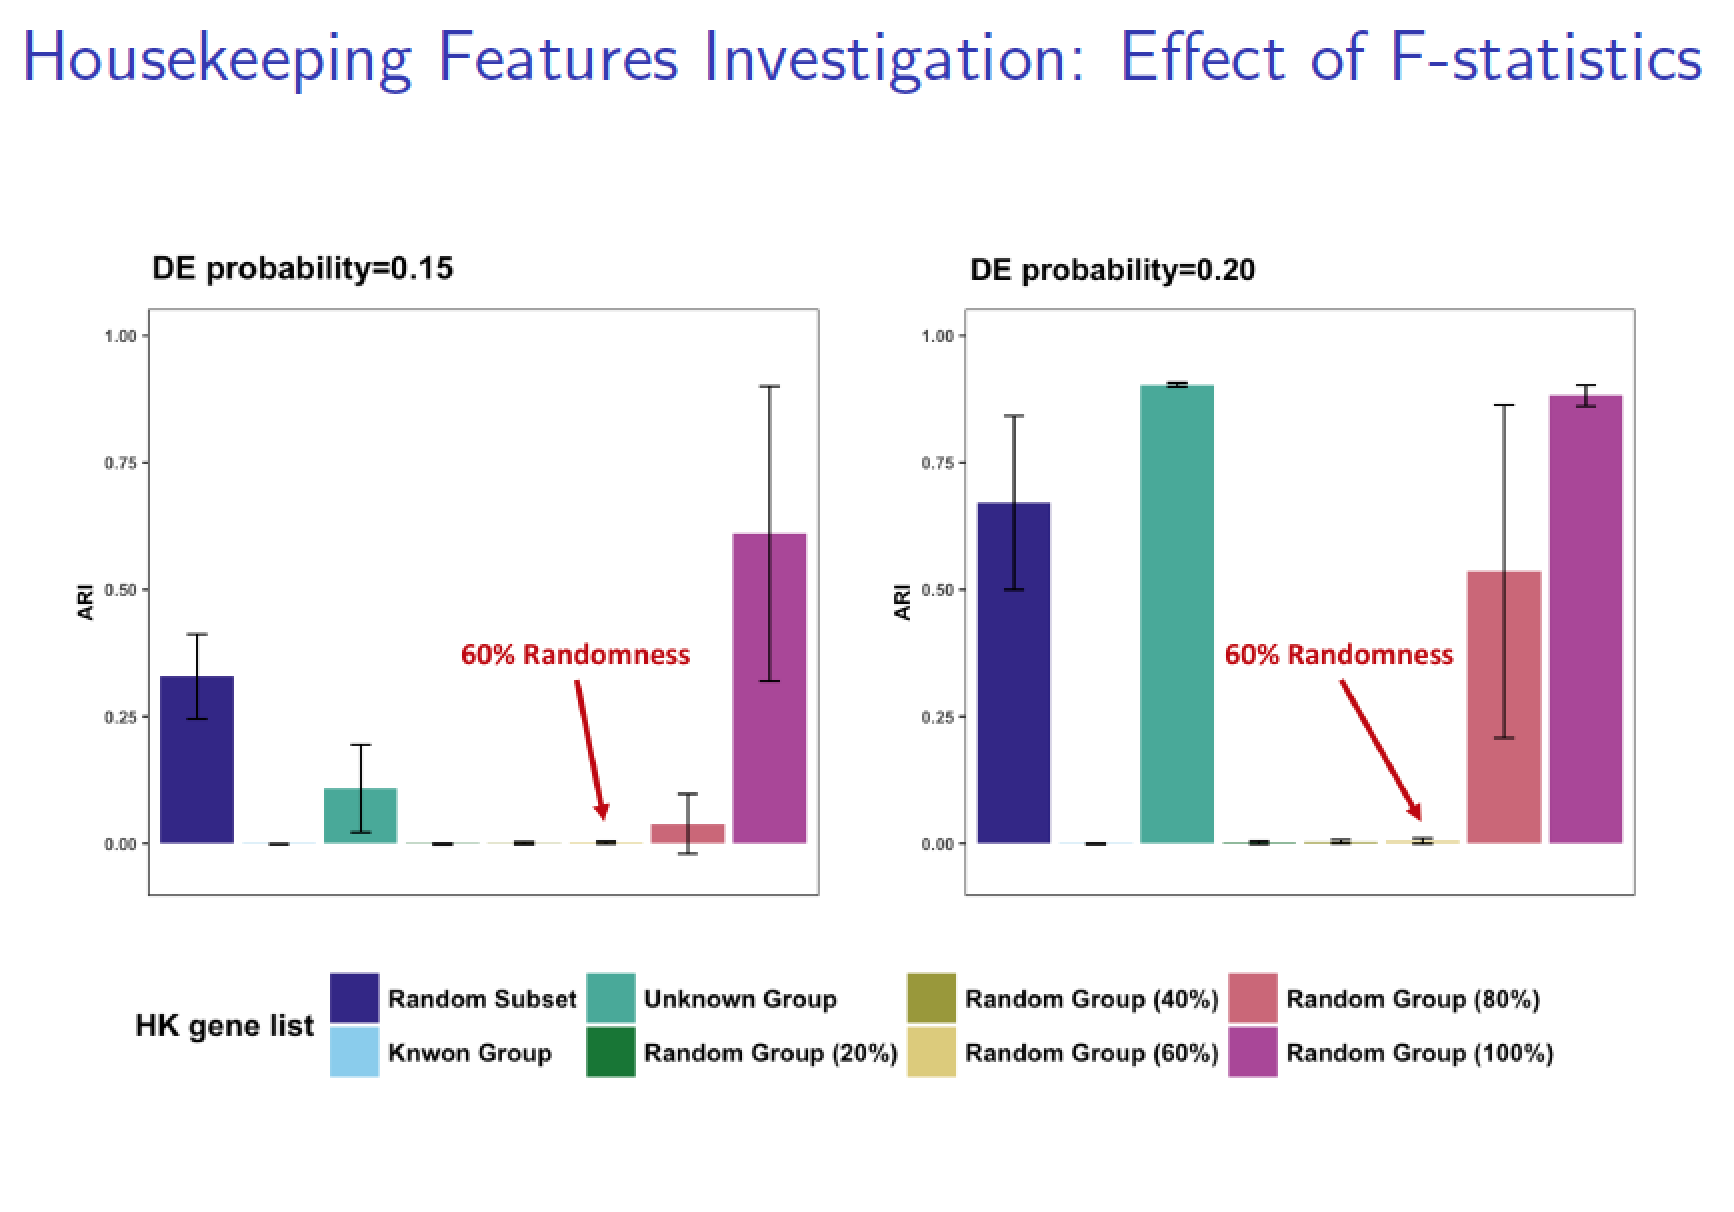 Housekeeping Features Investigation: Effect of F-statistics
DE probability=0.15
1.00
0.75
0.50
0.25
0.00
ARI
60% Randomness
DE probability=0.20
1.00
0.75
0.50
0.25
0.00
ARI
60% Randomness
HK gene list
Random Subset
Knwon Group
Unknown Group
Random Group (20%)
Random Group (40%)
Random Group (60%)
Random Group (80%)
Random Group (100%)